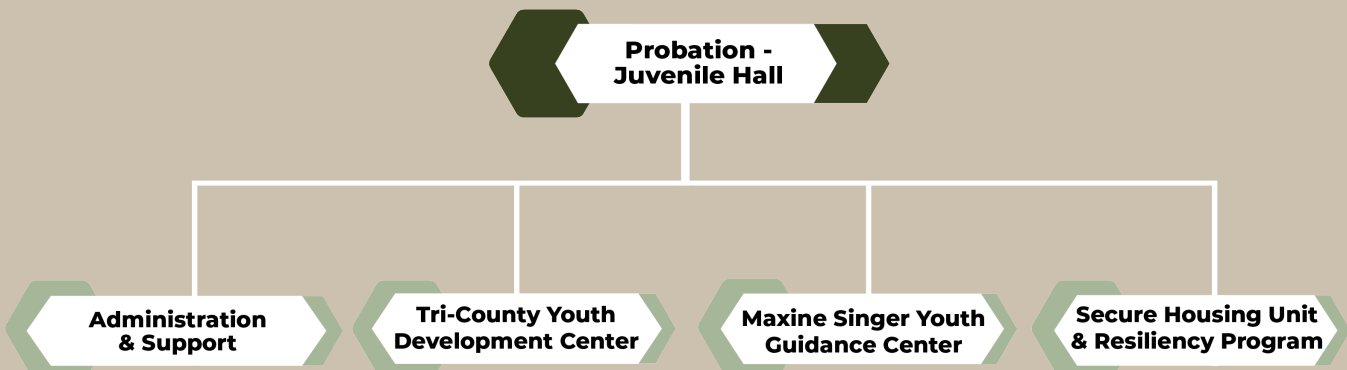 Probation -
Juvenile Hall
Administration
& Support
Tri-County Youth
Development Center
Maxine Singer Youth
Guidance Center
Secure Housing Unit
& Resiliency Program